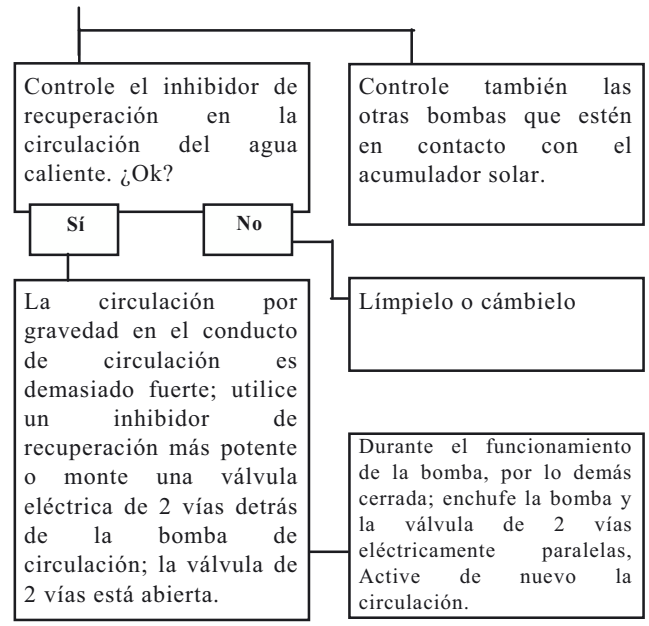 Controle el inhibidor de
recuperación en la
circulación del agua
caliente. ¿Ok?
Controle también las
otras bombas que estén
en contacto con el
acumulador solar.
Sí
No
La circulación por
gravedad en el conducto
de circulación es
demasiado fuerte; utilice
un inhibidor de
recuperación más potente
o monte una válvula
eléctrica de 2 vías detrás
de la bomba de
circulación; la válvula de
2 vías está abierta.
Límpielo o cámbielo
Durante el funcionamiento
de la bomba, por lo demás
cerrada; enchufe la bomba y
la válvula de 2 vías
eléctricamente paralelas,
Active de nuevo la
circulación.